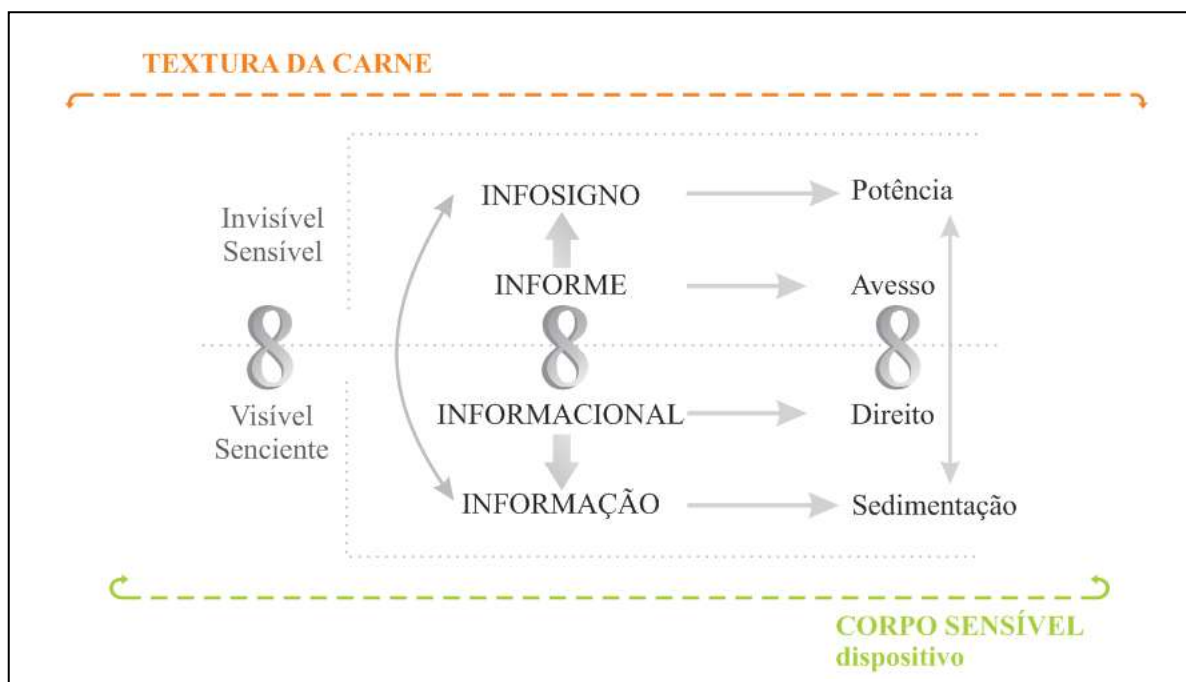 TEXTURA DA CARNE
INFOSIGNO
Potência
Invisível
Sensível
INFORME
Avesso
8
8
8
Visível
Senciente
INFORMACIONAL
Direito
INFORMAÇÃO
Sedimentação
CORPO SENSÍVEL
dispositivo